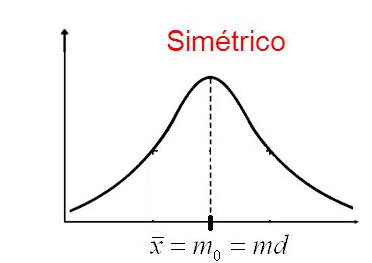 Simétrico
x̅ = m₀ = md